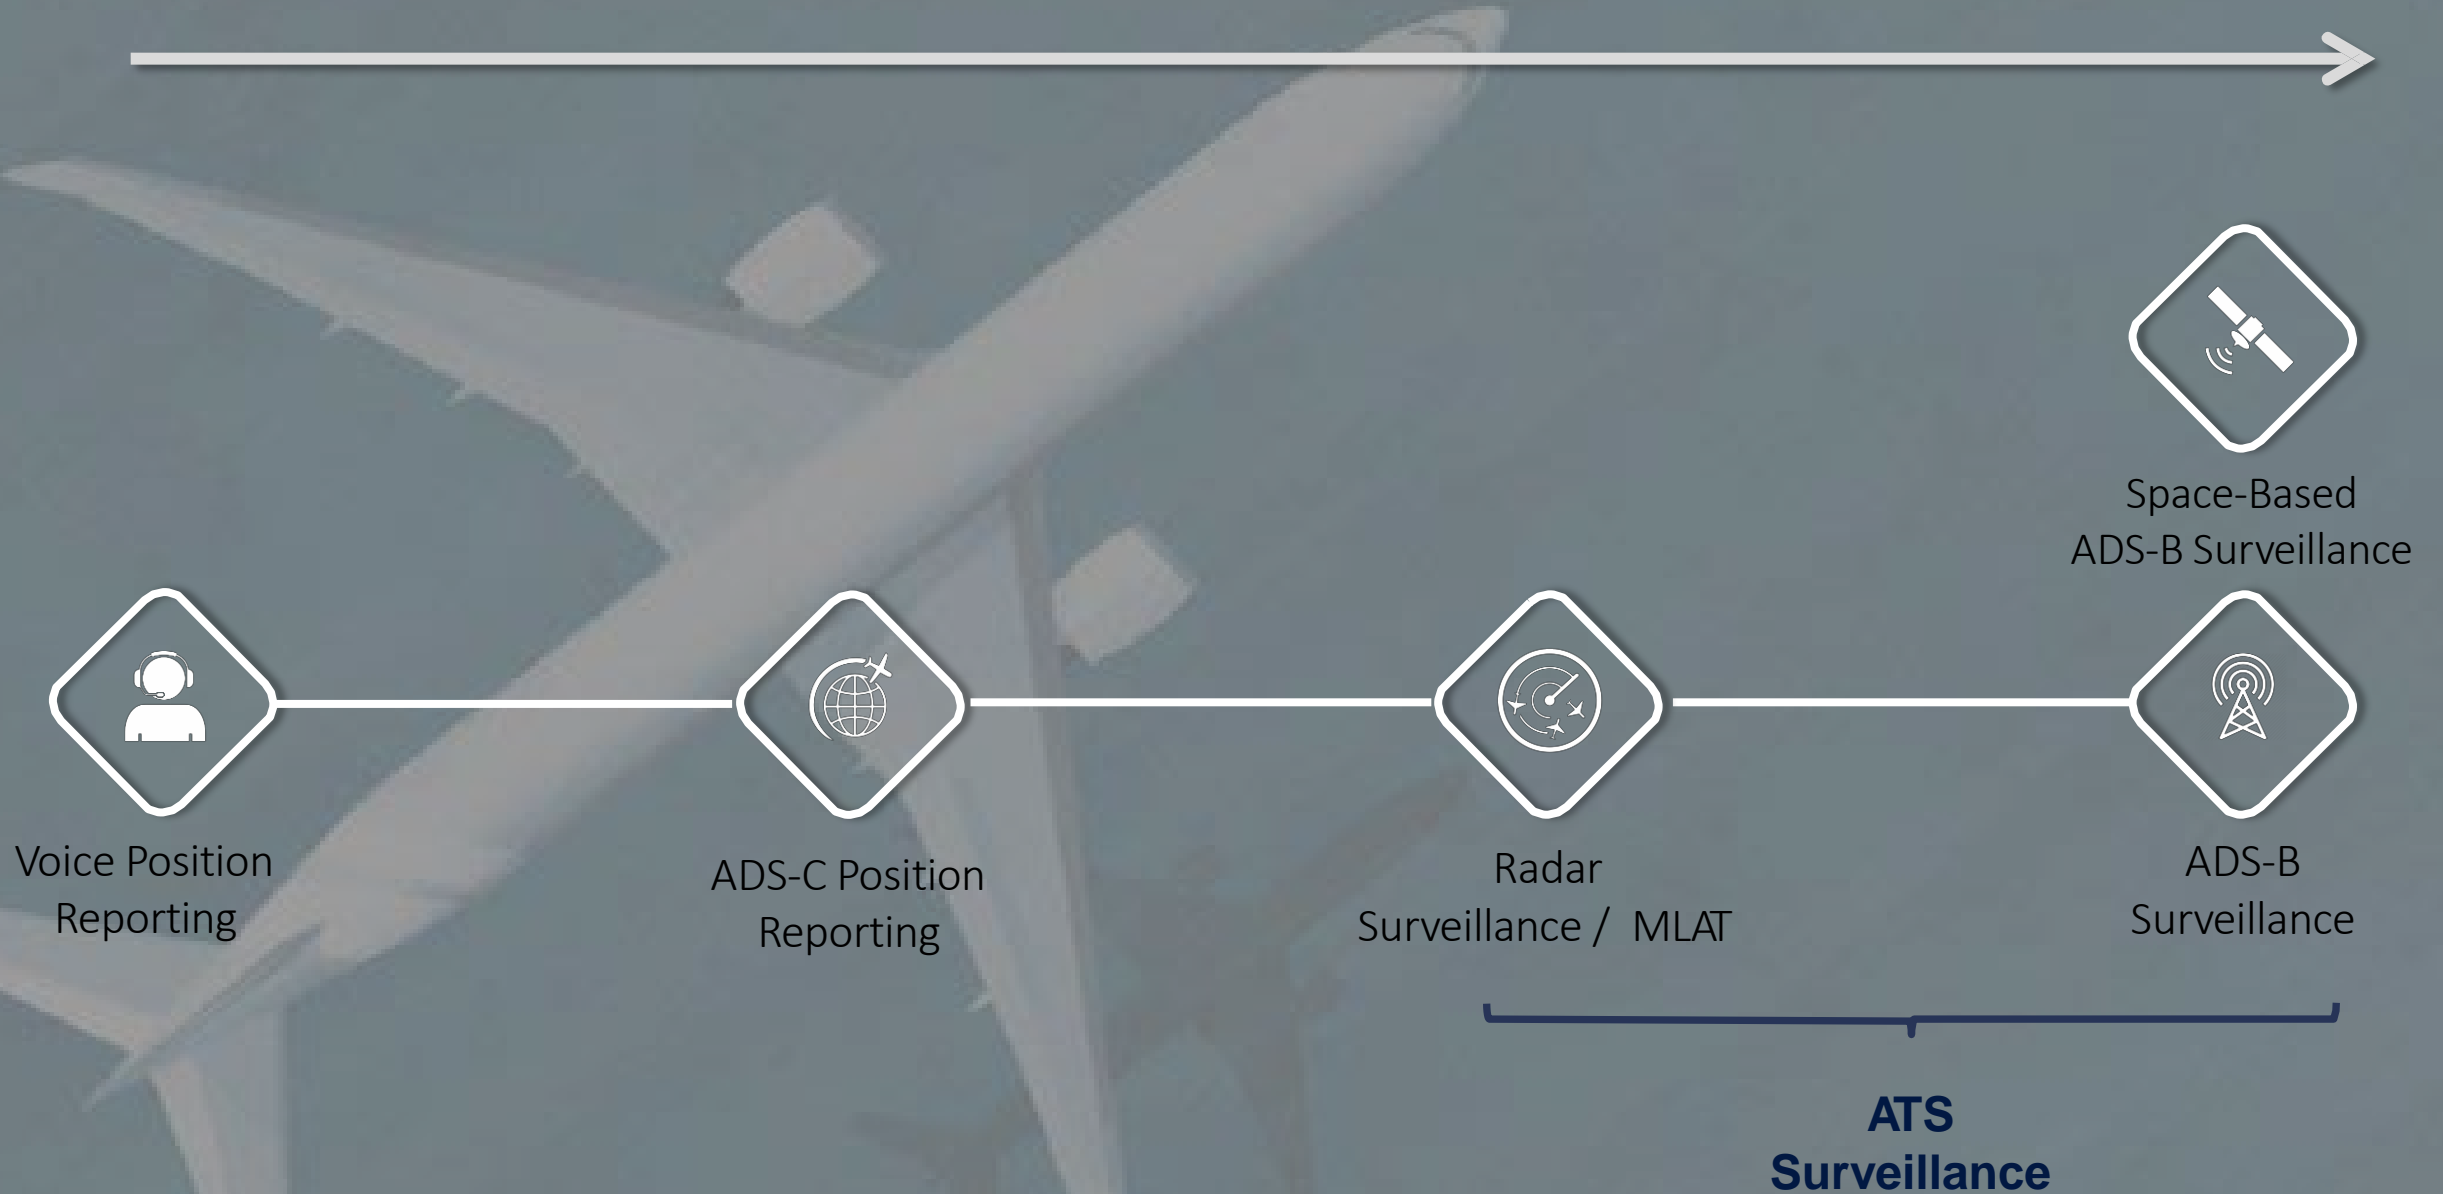 Space-Based
ADS-B Surveillance
Voice Position
Reporting
ADS-C Position
Reporting
Radar
Surveillance / MLAT
ADS-B
Surveillance
ATS
Surveillance